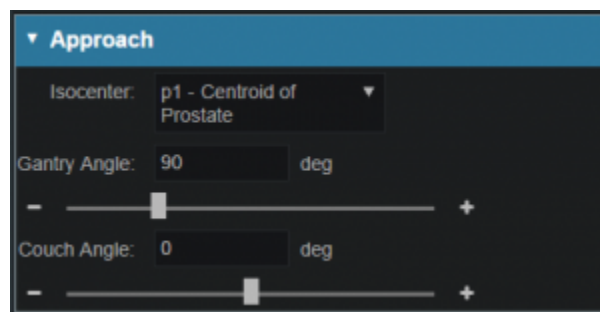 ▼ Approach
Isocenter: p1 - Centroid of ▼
Prostate
Gantry Angle: 90 deg
- +
Couch Angle: 0 deg
- +